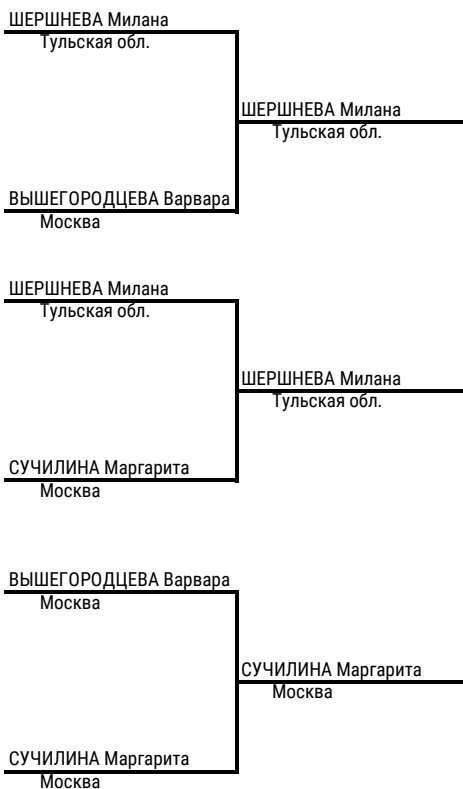 ШЕРШНЕВА Милана
Тульская обл.
ШЕРШНЕВА Милана
Тульская обл.
ВЫШЕГОРОДЦЕВА Варвара
Москва
ШЕРШНЕВА Милана
Тульская обл.
ШЕРШНЕВА Милана
Тульская обл.
СУЧИЛИНА Маргарита
Москва
ВЫШЕГОРОДЦЕВА Варвара
Москва
СУЧИЛИНА Маргарита
Москва
СУЧИЛИНА Маргарита
Москва